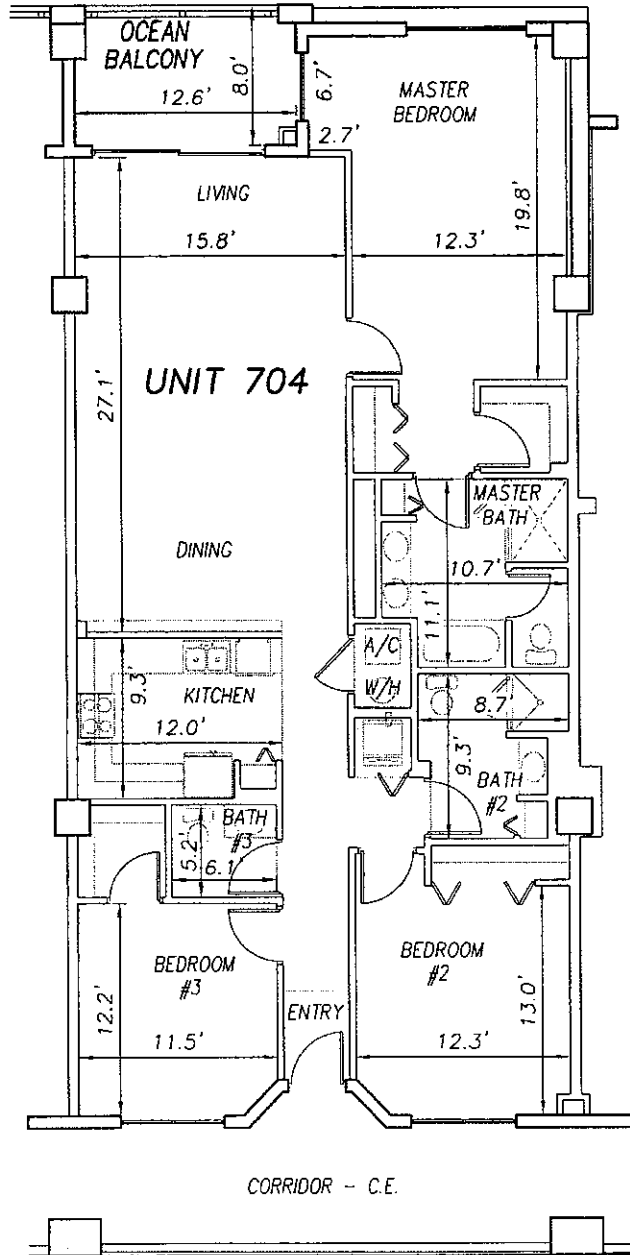 OCEAN
BALCONY
12.6'
8.0'
6.7'
2.7'
MASTER
BEDROOM
LIVING
15.8'
12.3'
19.8'
27.1'
UNIT 704
DINING
MASTER
BATH
10.7'
11.1'
A/C
W/H
KITCHEN
9.3'
12.0'
8.7'
9.3'
BATH
#2
BATH
#3
5.2'
6.1'
BEDROOM
#3
12.2'
11.5'
ENTRY
BEDROOM
#2
13.0'
12.3'
CORRIDOR - C.E.